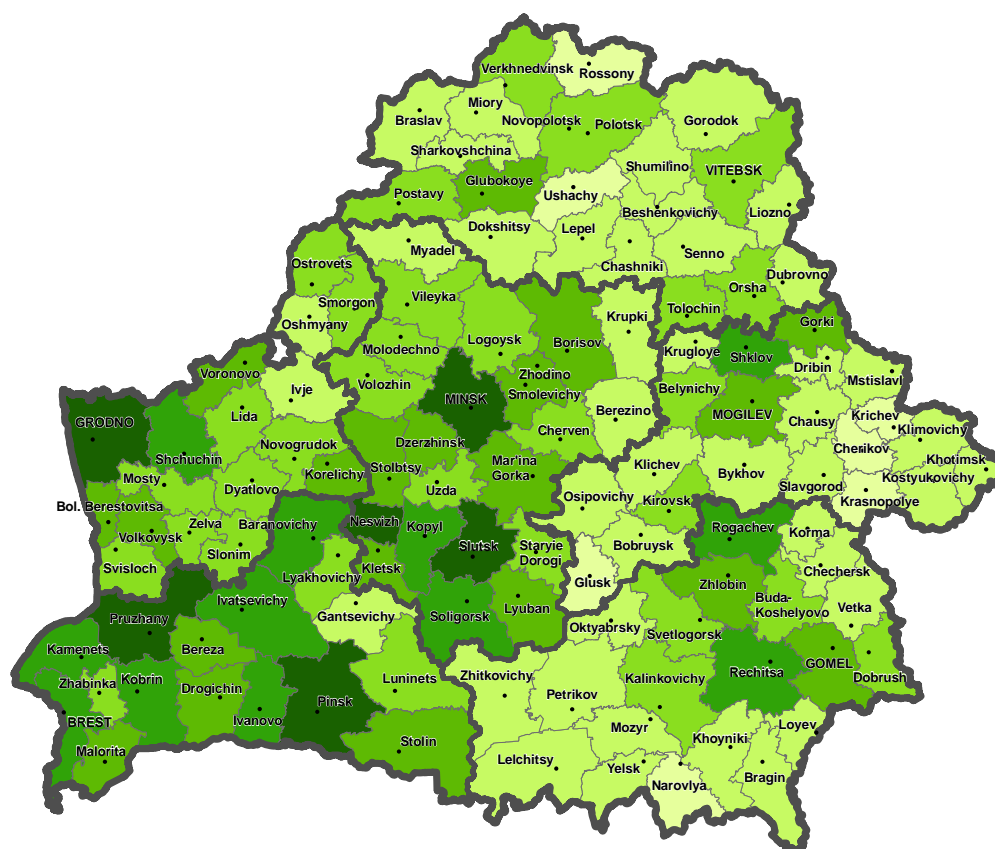 Verkhnedvinsk
Rossony
Miory
Braslav
Novopolotsk
Polotsk
Gorodok
Sharkovshchina
Shumilino
VITEBSK
Glubokoye
Postavy
Ushachy
Beshenkovichy
Liozno
Dokshitsy
Lepel
Myadel
Chashniki
Senno
Ostrovets
Dubrovno
Orsha
Vileyka
Smorgon
Tolochin
Krupki
Oshmyany
Gorki
Logoysk
Borisov
Molodechno
Krugloye
Shklov
Dribin
Voronovo
Zhodino
Mstislavl
Volozhin
Ivje
Smolevichy
Belynichy
MINSK
Berezino
MOGILEV
Krichev
Lida
GRODNO
Chausy
Klimovichy
Cherven
Novogrudok
Dzerzhinsk
Cherikov
Shchuchin
Mar'ina
Gorka
Khotimsk
Stolbtsy
Klichev
Bykhov
Korelichy
Mosty
Kostyukovichy
Dyatlovo
Uzda
Slavgorod
Osipovichy
Kirovsk
Krasnopolye
Bol. Berestovitsa
Nesvizh
Zelva
Baranovichy
Kopyl
Rogachev
Korma
Volkovysk
Slutsk
Staryie
Dorogi
Bobruysk
Slonim
Svisloch
Kletsk
Chechersk
Lyakhovichy
Glusk
Zhlobin
Ivatsevichy
Buda-
Koshelyovo
Lyuban
Vetka
Gantsevichy
Soligorsk
Pruzhany
Oktyabrsky
Svetlogorsk
Kamenets
Bereza
GOMEL
Rechitsa
Zhitkovichy
Luninets
Kalinkovichy
Dobrush
Zhabinka
Kobrin
Drogichin
Petrikov
Pinsk
BREST
Ivanovo
Mozyr
Loyev
Khoyniki
Stolin
Malorita
Lelchitsy
Yelsk
Bragin
Narovlya